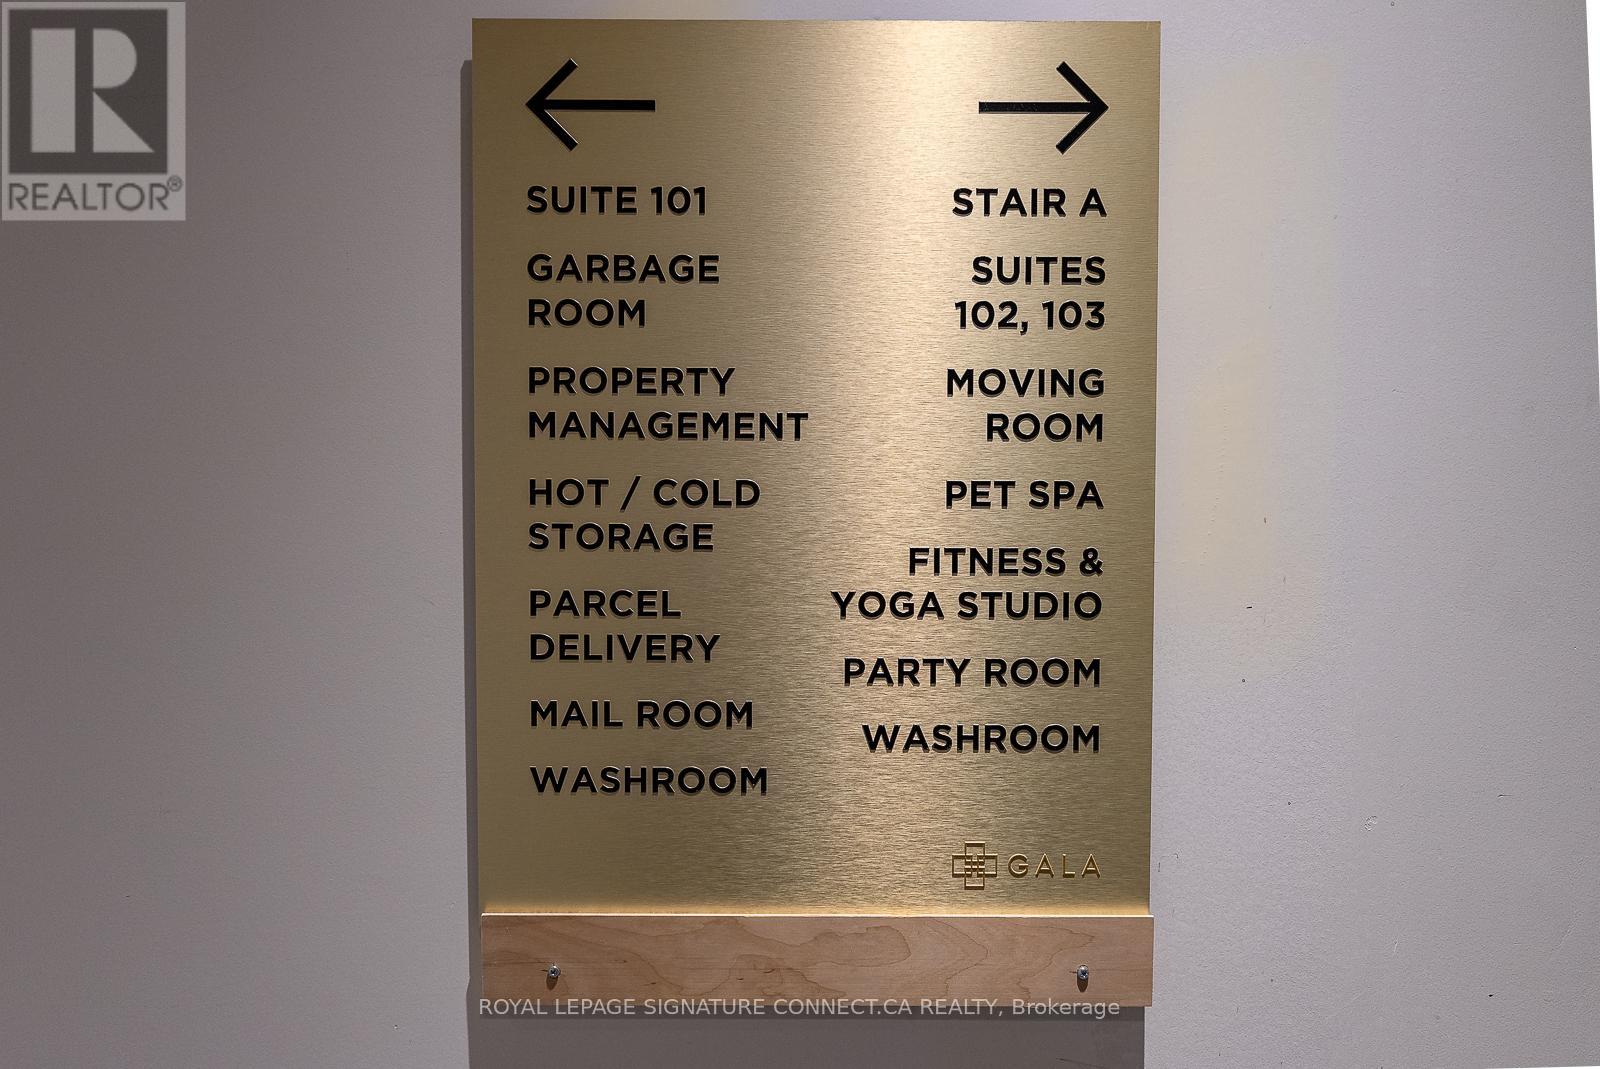 R
REALTOR®
SUITE 101
GARBAGE
ROOM
PROPERTY
MANAGEMENT
HOT / COLD
STORAGE
PARCEL
DELIVERY
MAIL ROOM
WASHROOM
STAIR A
SUITES
102, 103
MOVING
ROOM
PET SPA
FITNESS &
YOGA STUDIO
PARTY ROOM
WASHROOM
GALA
ROYAL LEPAGE SIGNATURE CONNECT.CA REALTY, Brokerage